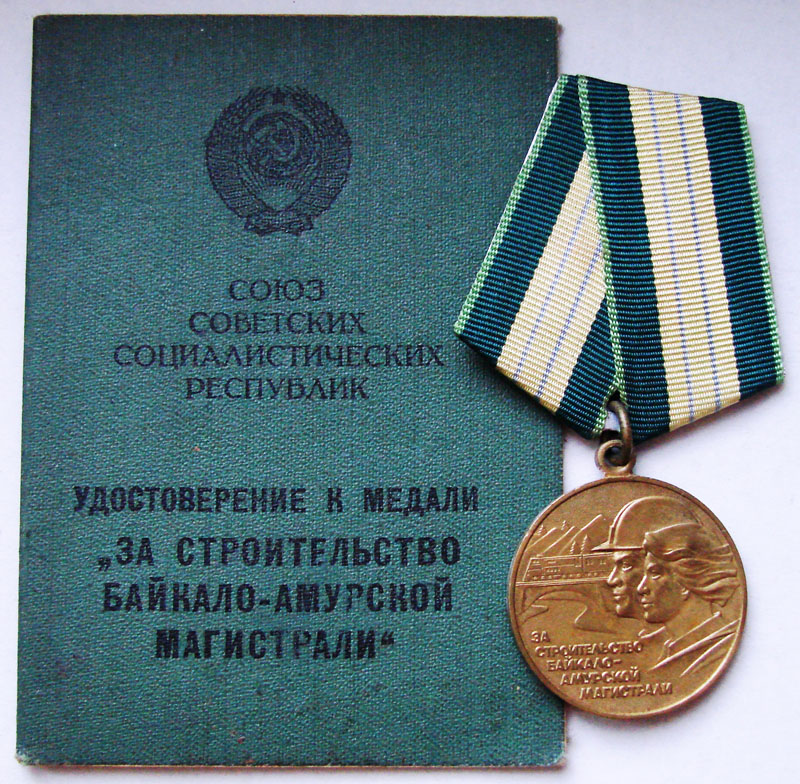 СОЮЗ
СОВЕТСКИХ
СОЦИАЛИСТИЧЕСКИХ
РЕСПУБЛИК
УДОСТОВЕРЕНИЕ К МЕДАЛИ
„ЗА СТРОИТЕЛЬСТВО
БАЙКАЛО-АМУРСКОЙ
МАГИСТРАЛИ“
ЗА
СТРОИТЕЛЬСТВО
БАЙКАЛО-
АМУРСКОЙ
МАГИСТРАЛИ